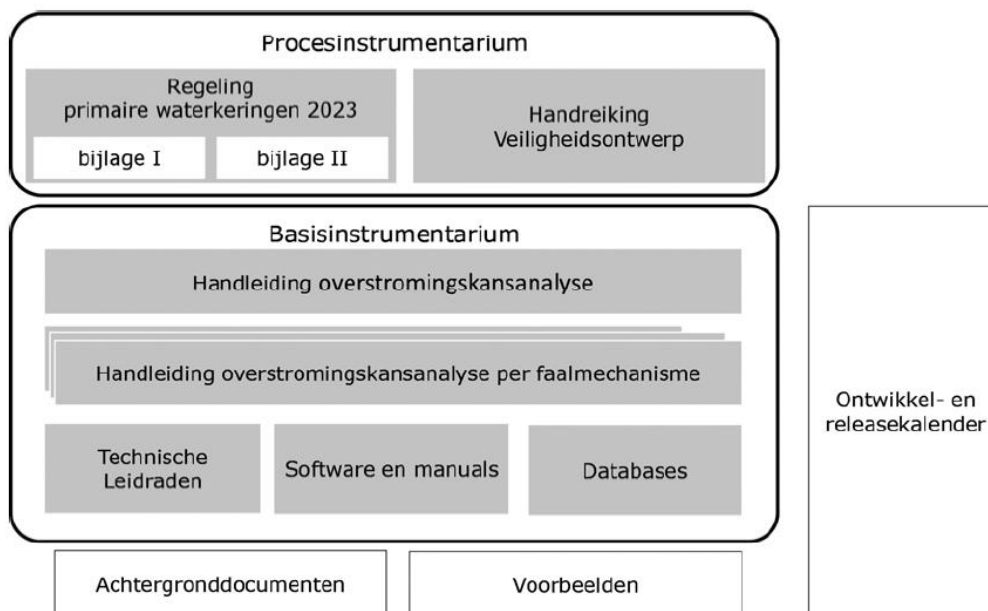 Procesinstrumentarium
Regeling
primaire waterkeringen 2023
bijlage I
bijlage II
Handreiking
Veiligheidsontwerp
Basisinstrumentarium
Handleiding overstromingskansanalyse
Handleiding overstromingskansanalyse per faalmechanisme
Technische
Leidraden
Software en manuals
Databases
Ontwikkel- en
releasekalender
Achtergronddocumenten
Voorbeelden